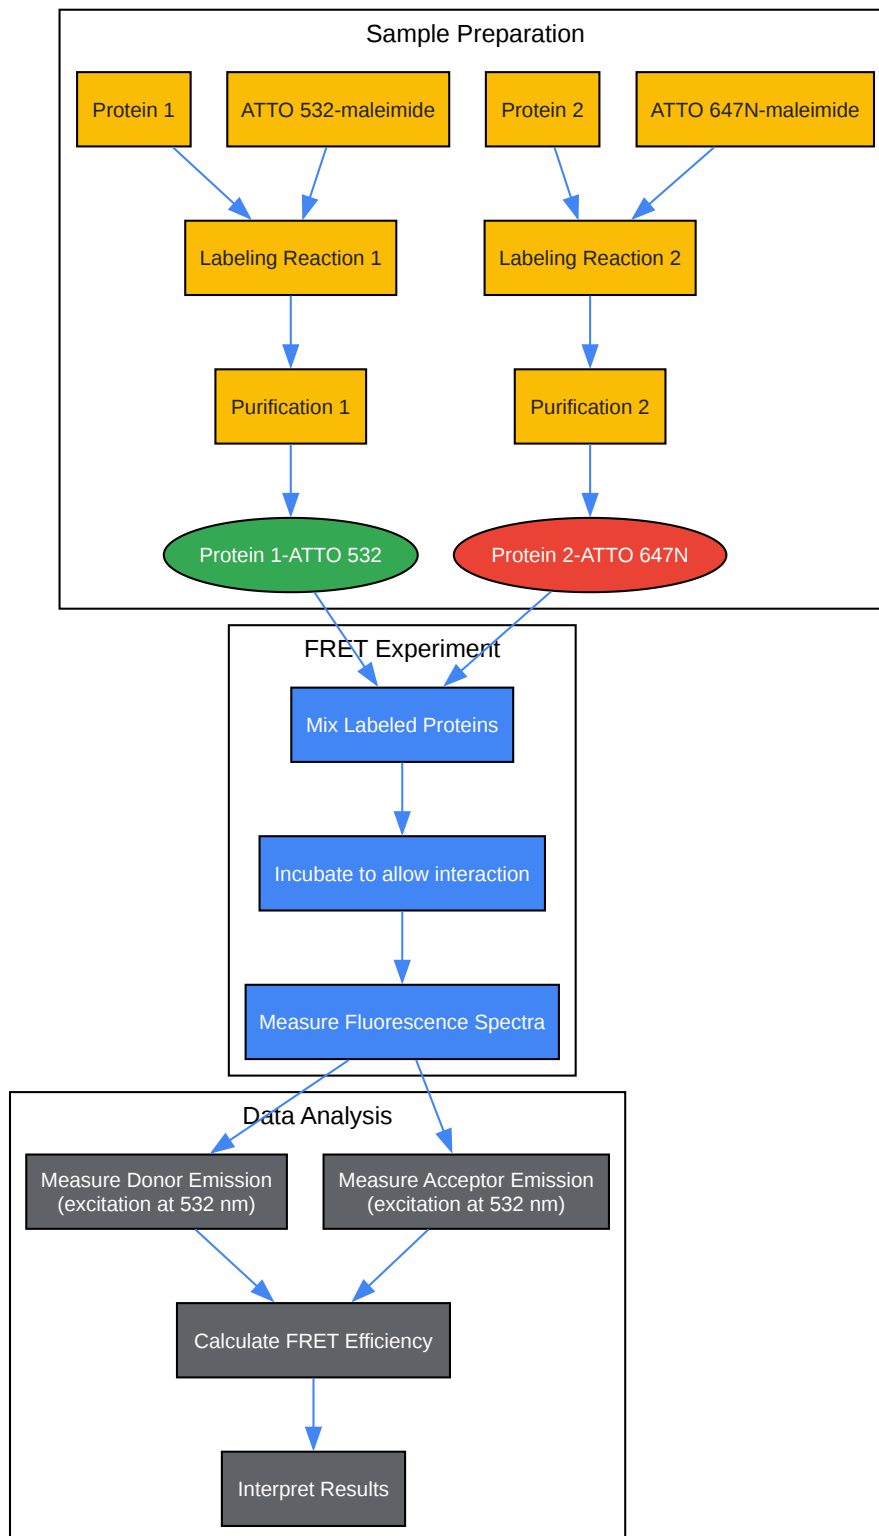 Sample Preparation
Protein 1
ATTO 532-maleimide
Protein 2
ATTO 647N-maleimide
Labeling Reaction 1
Labeling Reaction 2
Purification 1
Purification 2
Protein 1-ATTO 532
Protein 2-ATTO 647N
FRET Experiment
Mix Labeled Proteins
Incubate to allow interaction
Measure Fluorescence Spectra
Data Analysis
Measure Donor Emission
(excitation at 532 nm)
Measure Acceptor Emission
(excitation at 532 nm)
Calculate FRET Efficiency
Interpret Results